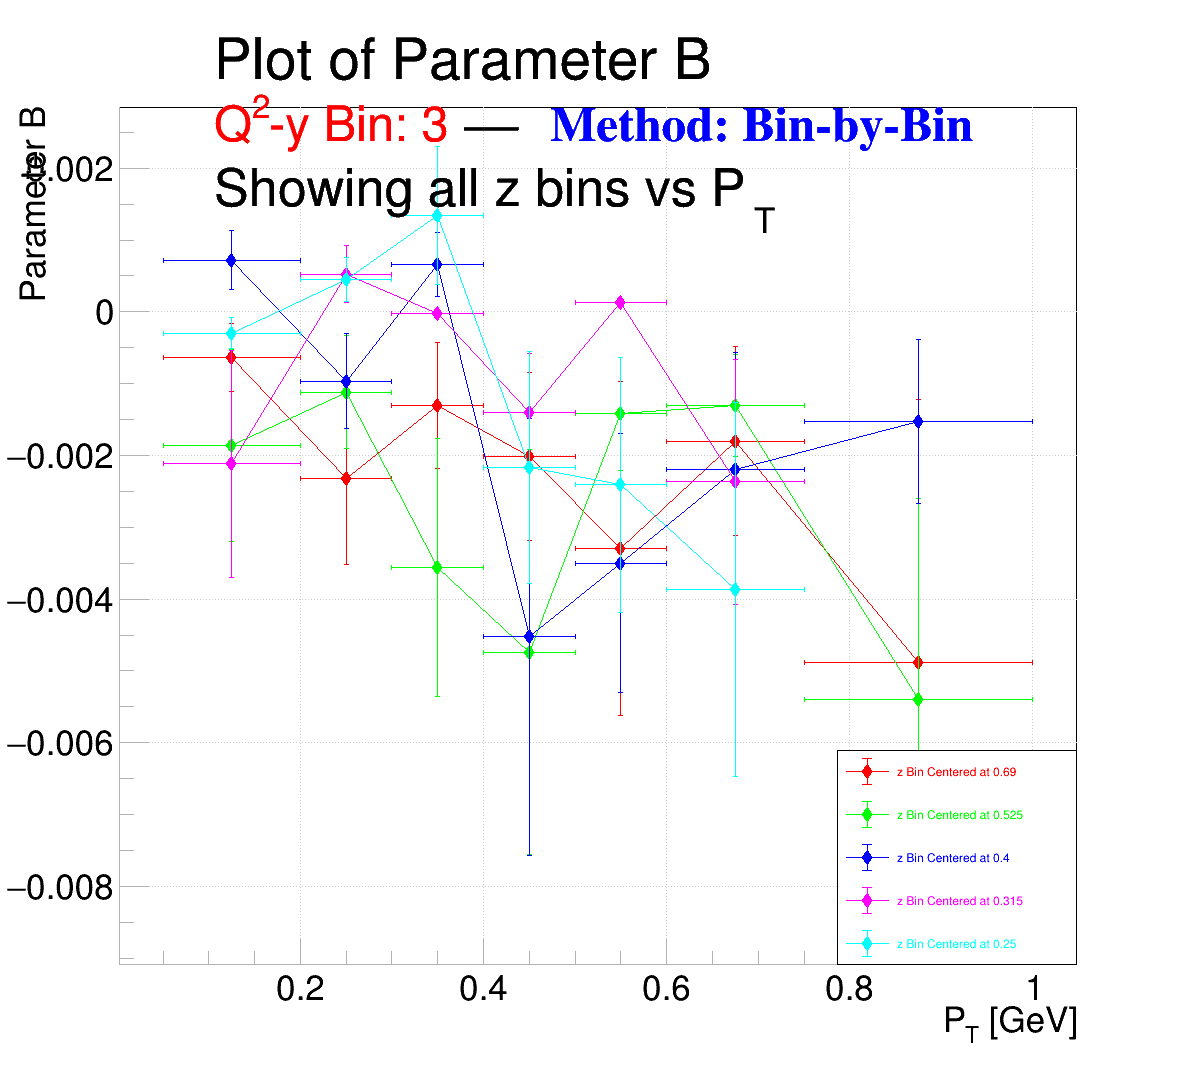 Plot of Parameter B
Q²-y Bin: 3 — Method: Bin-by-Bin
Showing all z bins vs P_T
Parameter B
0.002
0
−0.002
−0.004
−0.006
−0.008
0.2 0.4 0.6 0.8 1
P_T [GeV]
z Bin Centered at 0.69
z Bin Centered at 0.525
z Bin Centered at 0.4
z Bin Centered at 0.315
z Bin Centered at 0.25